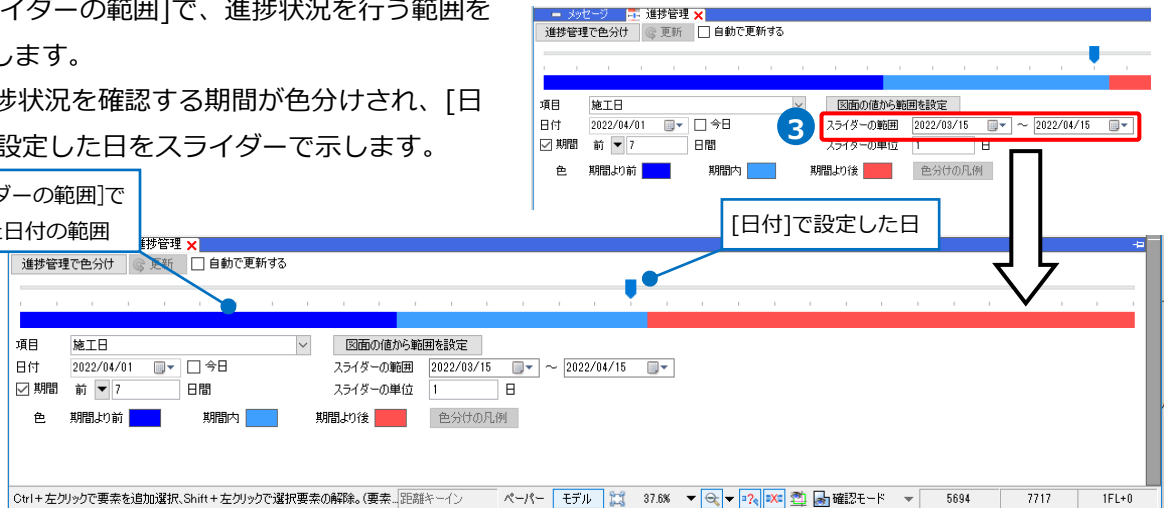 イダーの範囲]で、進捗状況を行う範囲を
します。
捗状況を確認する期間が色分けされ、[日
設定した日をスライダーで示します。
メッセージ 進捗管理
進捗管理で色分け 更新 自動で更新する
項目 施工日 図面の値から範囲を設定
日付 2022/04/01 今日 3 スライダーの範囲 2022/03/15 ～ 2022/04/15
期間 前 7 日間 スライダーの単位 1 日
色 期間より前 期間内 期間より後 色分けの凡例
ダーの範囲]で
日付の範囲
[日付]で設定した日
進捗管理
進捗管理で色分け 更新 自動で更新する
項目 施工日 図面の値から範囲を設定
日付 2022/04/01 今日 スライダーの範囲 2022/03/15 ～ 2022/04/15
期間 前 7 日間 スライダーの単位 1 日
色 期間より前 期間内 期間より後 色分けの凡例
Ctrl+左クリックで要素を追加選択、Shift+左クリックで選択要素の解除。(要素... 距離キーイン ペーパー モデル 37.6% 確認モード 5694 7717 1FL+0